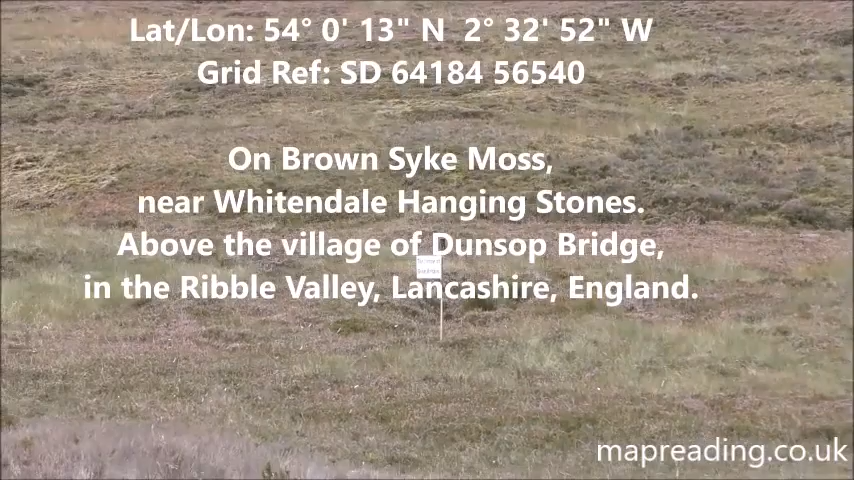 Lat/Lon: 54° 0' 13" N  2° 32' 52" W
Grid Ref: SD 64184 56540
On Brown Syke Moss,
near Whitendale Hanging Stones.
Above the village of Dunsop Bridge,
in the Ribble Valley, Lancashire, England.
mapreading.co.uk